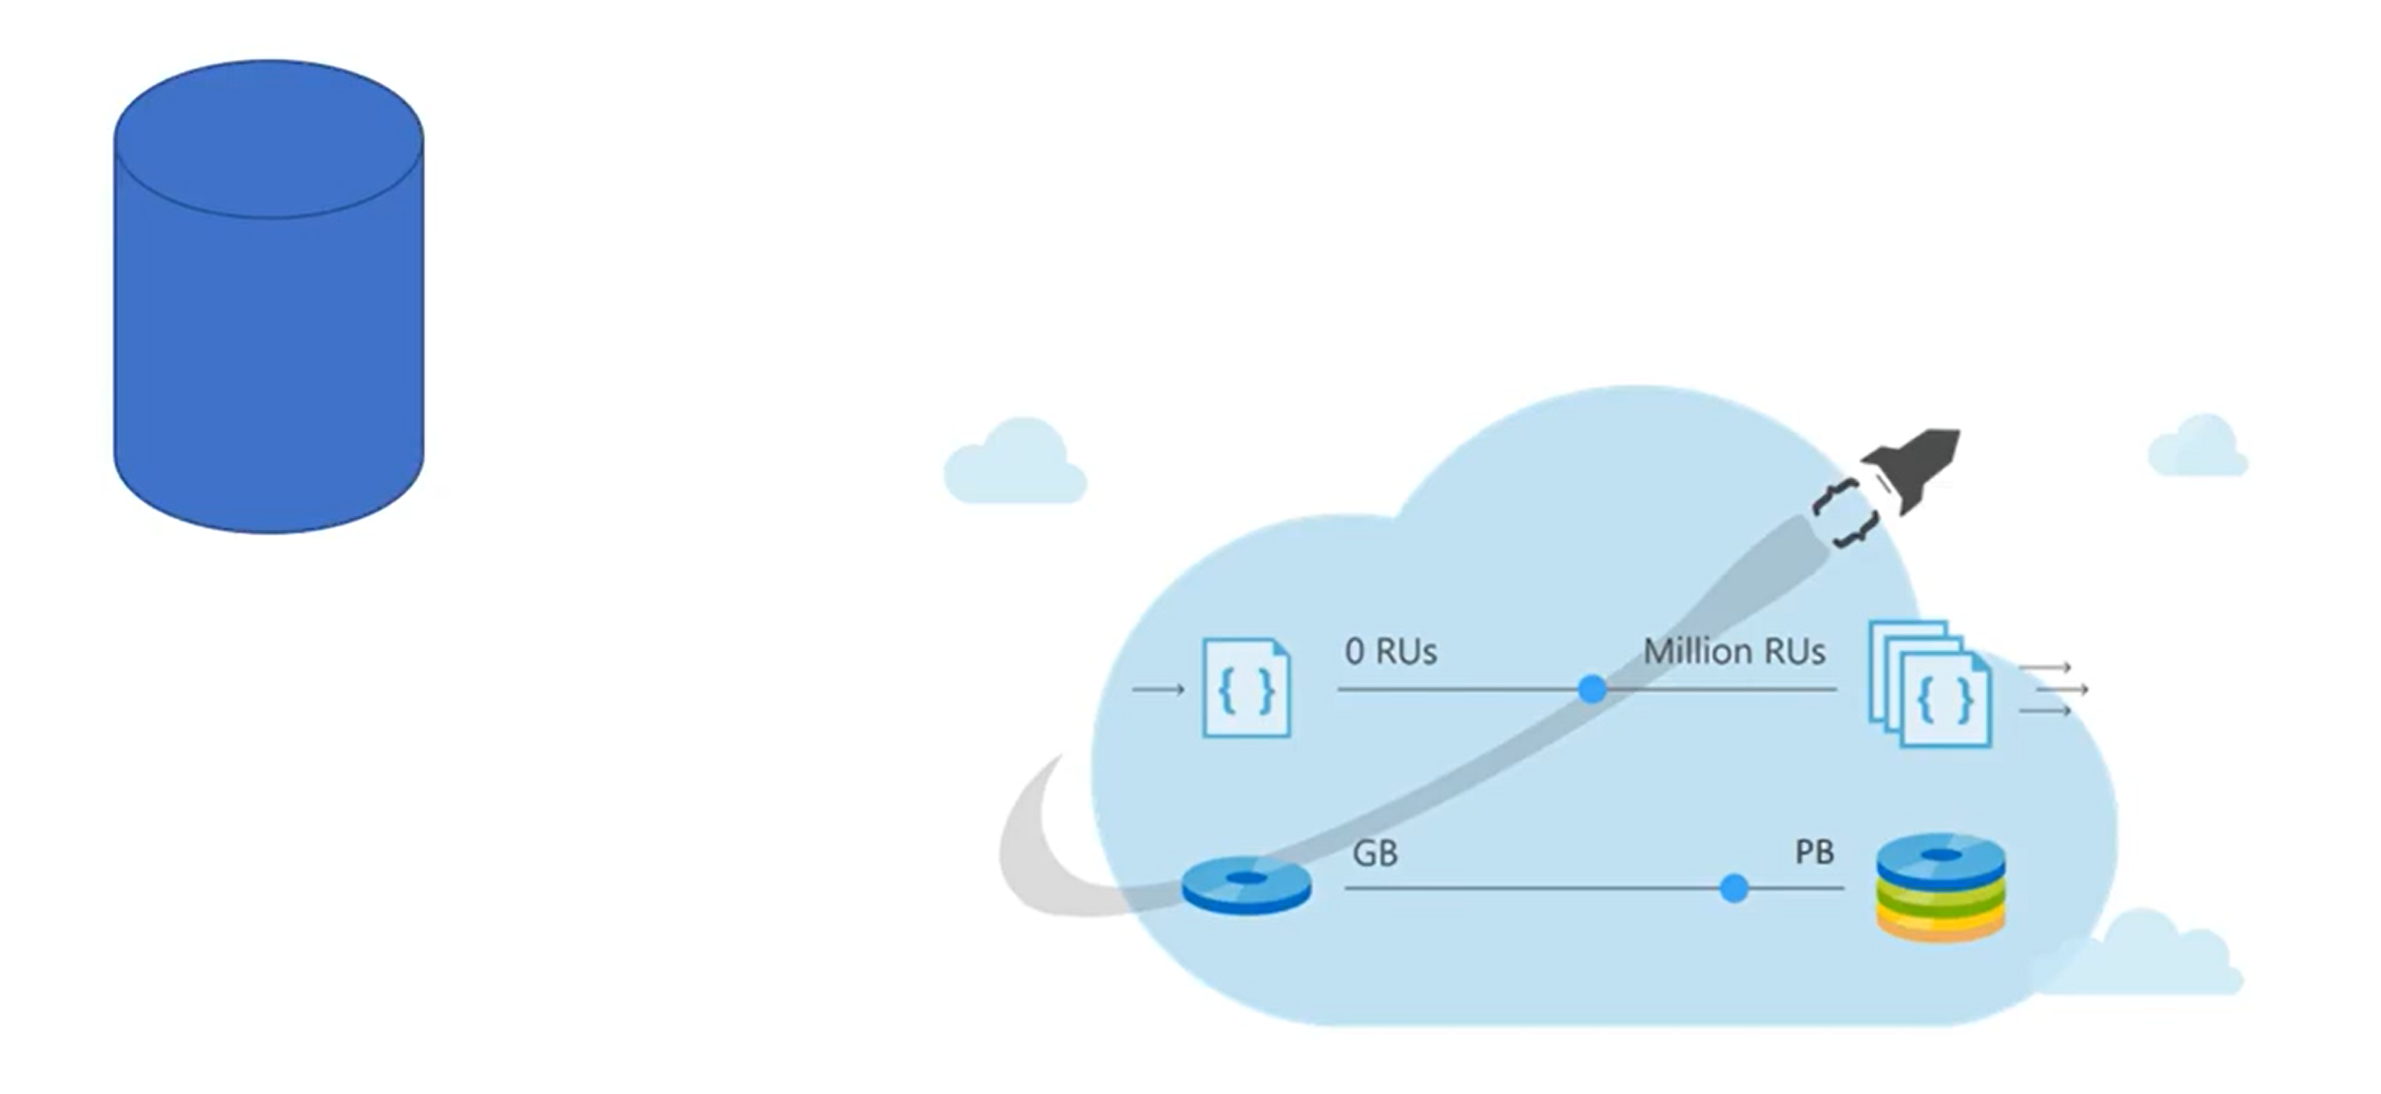 0 RUs
Million RUs
{ }
{ }
GB
PB